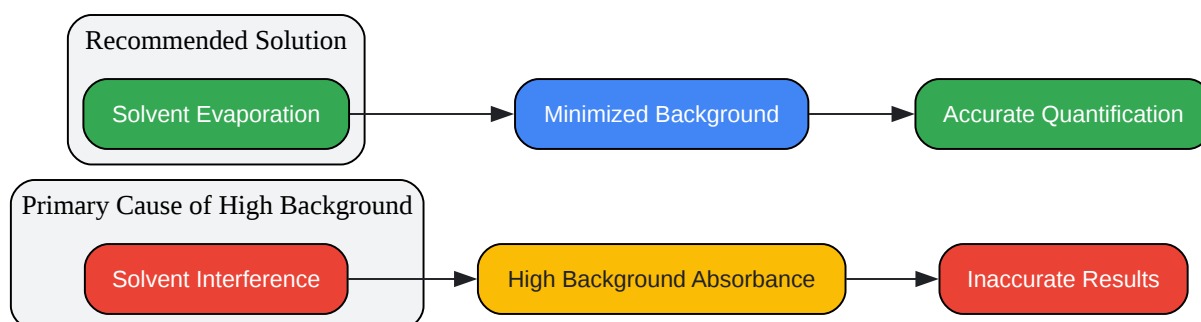 Recommended Solution
Solvent Evaporation
Minimized Background
Accurate Quantification
Primary Cause of High Background
Solvent Interference
High Background Absorbance
Inaccurate Results